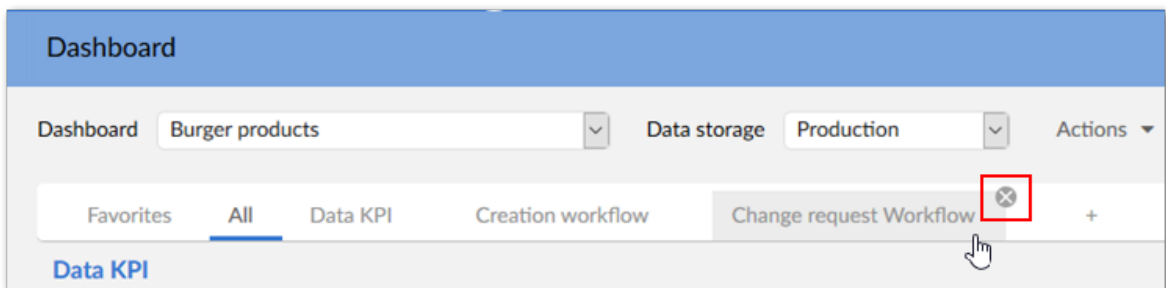 Dashboard
Dashboard Burger products Data storage Production Actions
Favorites All Data KPI Creation workflow Change request Workflow +
Data KPI